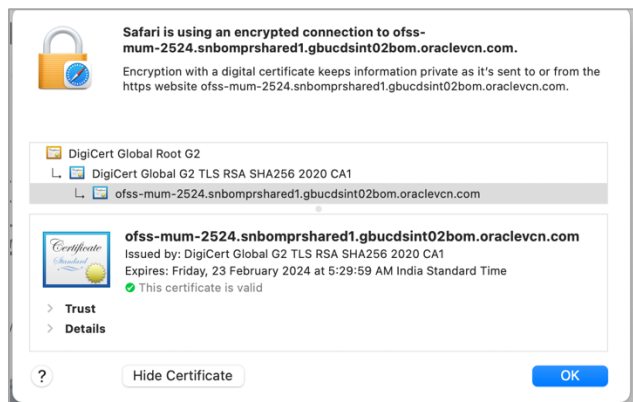 Safari is using an encrypted connection to ofss-
mum-2524.snbomprshared1.gbucdsint02bom.oraclevcn.com.
Encryption with a digital certificate keeps information private as it's sent to or from the
https website ofss-mum-2524.snbomprshared1.gbucdsint02bom.oraclevcn.com.
DigiCert Global Root G2
DigiCert Global G2 TLS RSA SHA256 2020 CA1
ofss-mum-2524.snbomprshared1.gbucdsint02bom.oraclevcn.com
Certificate
Standard
ofss-mum-2524.snbomprshared1.gbucdsint02bom.oraclevcn.com
Issued by: DigiCert Global G2 TLS RSA SHA256 2020 CA1
Expires: Friday, 23 February 2024 at 5:29:59 AM India Standard Time
This certificate is valid
Trust
Details
?
Hide Certificate
OK